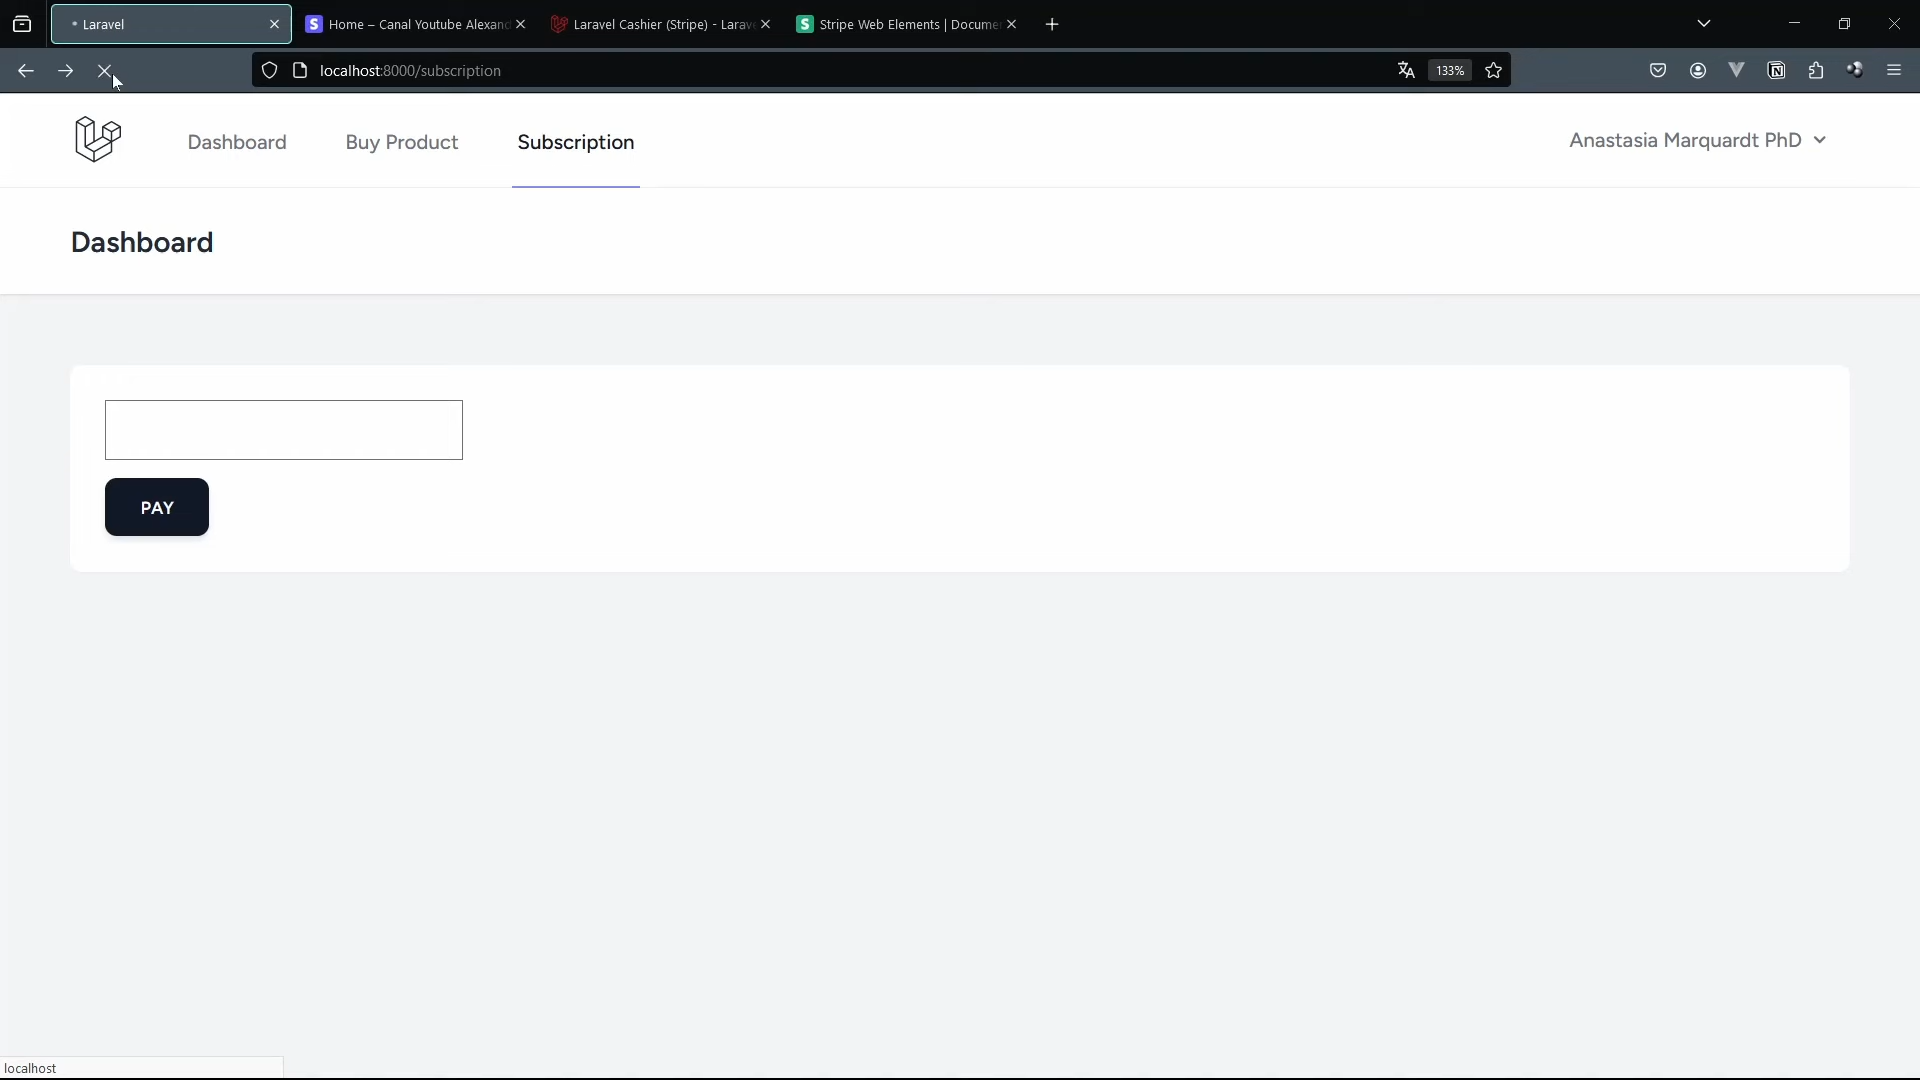 Laravel
Home – Canal Youtube Alexand
Laravel Cashier (Stripe) - Larav
Stripe Web Elements | Docume
localhost:8000/subscription
133%
Dashboard
Buy Product
Subscription
Anastasia Marquardt PhD
Dashboard
PAY
localhost